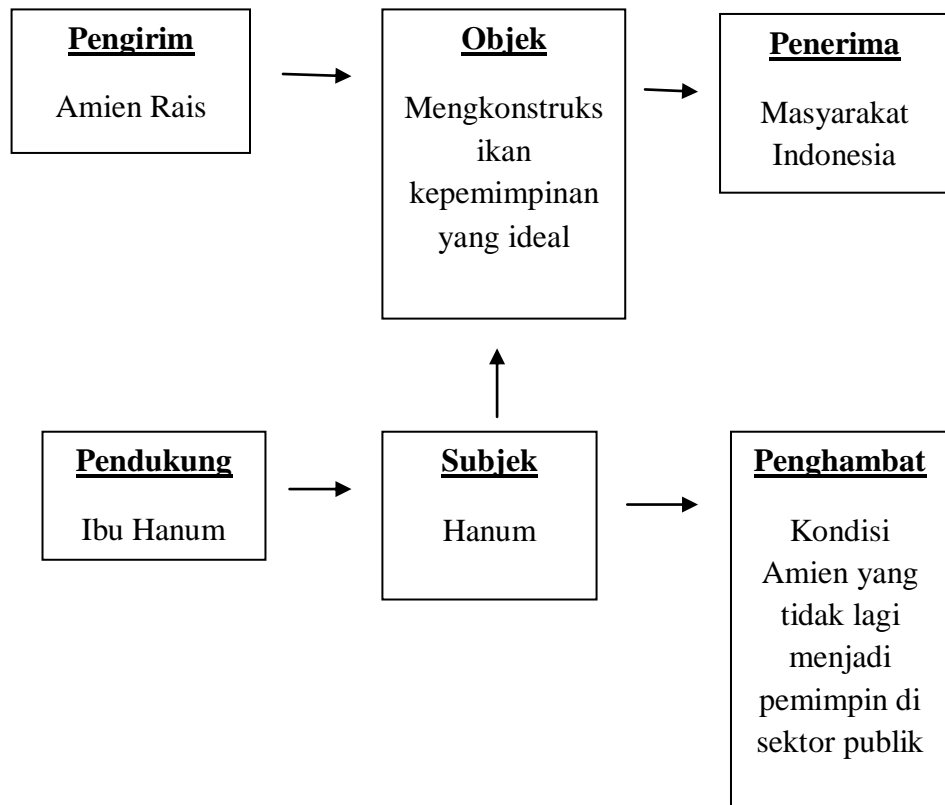 Pengirim
Amien Rais
Objek
Mengkonstruks
ikan
kepemimpinan
yang ideal
Penerima
Masyarakat
Indonesia
Pendukung
Ibu Hanum
Subjek
Hanum
Penghambat
Kondisi
Amien yang
tidak lagi
menjadi
pemimpin di
sektor publik